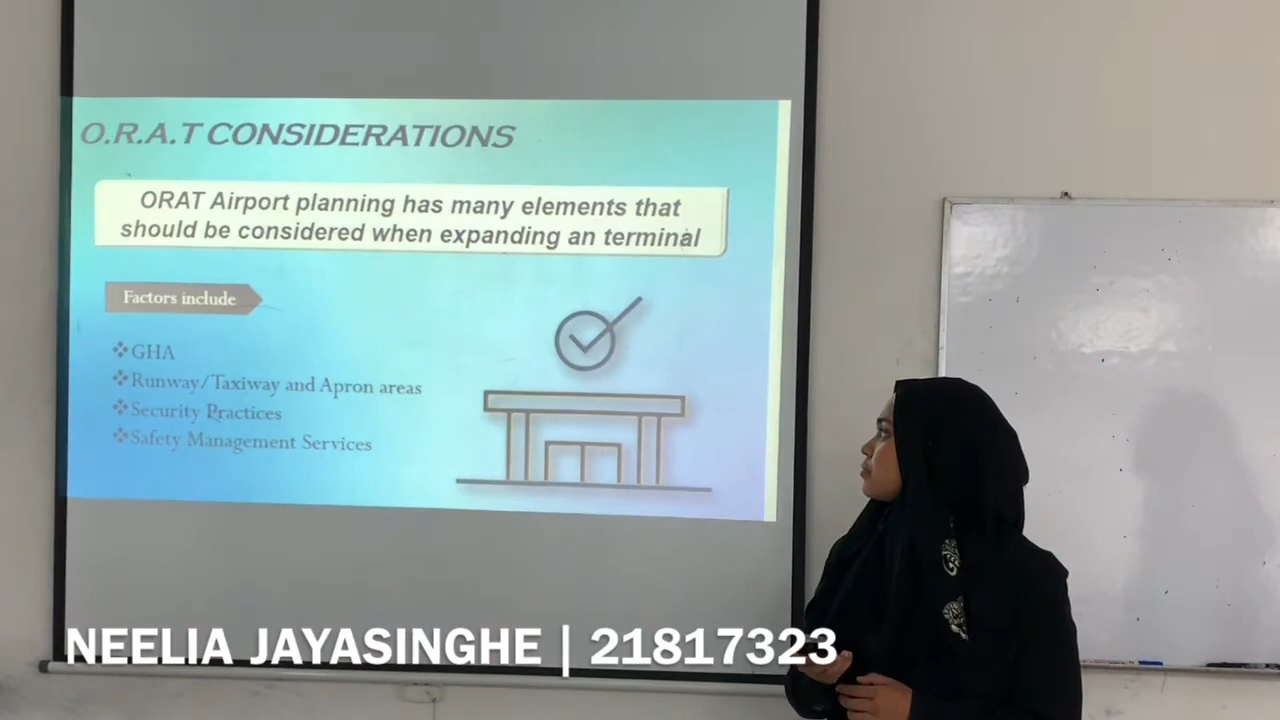 O.R.A.T CONSIDERATIONS
ORAT Airport planning has many elements that
should be considered when expanding an terminal
Factors include
❖GHA
❖Runway/Taxiway and Apron areas
❖Security Practices
❖Safety Management Services
NEELIA JAYASINGHE | 21817323